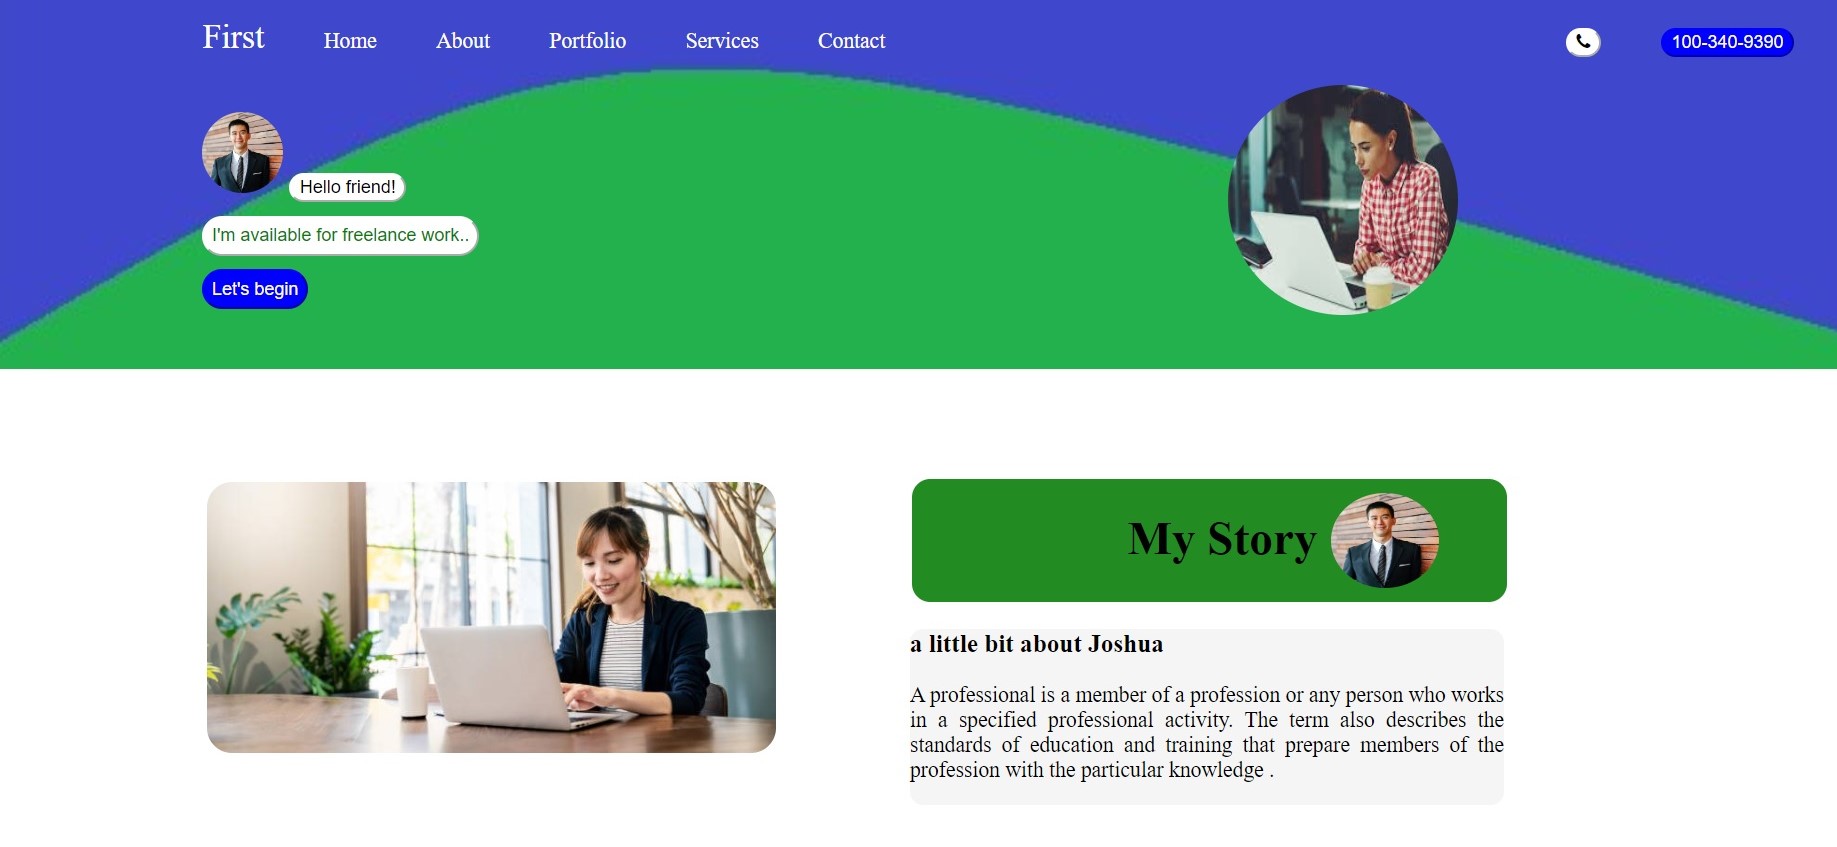 First Home About Portfolio Services Contact 100-340-9390
Hello friend!
I'm available for freelance work..
Let's begin
My Story
a little bit about Joshua
A professional is a member of a profession or any person who works
in a specified professional activity. The term also describes the
standards of education and training that prepare members of the
profession with the particular knowledge .